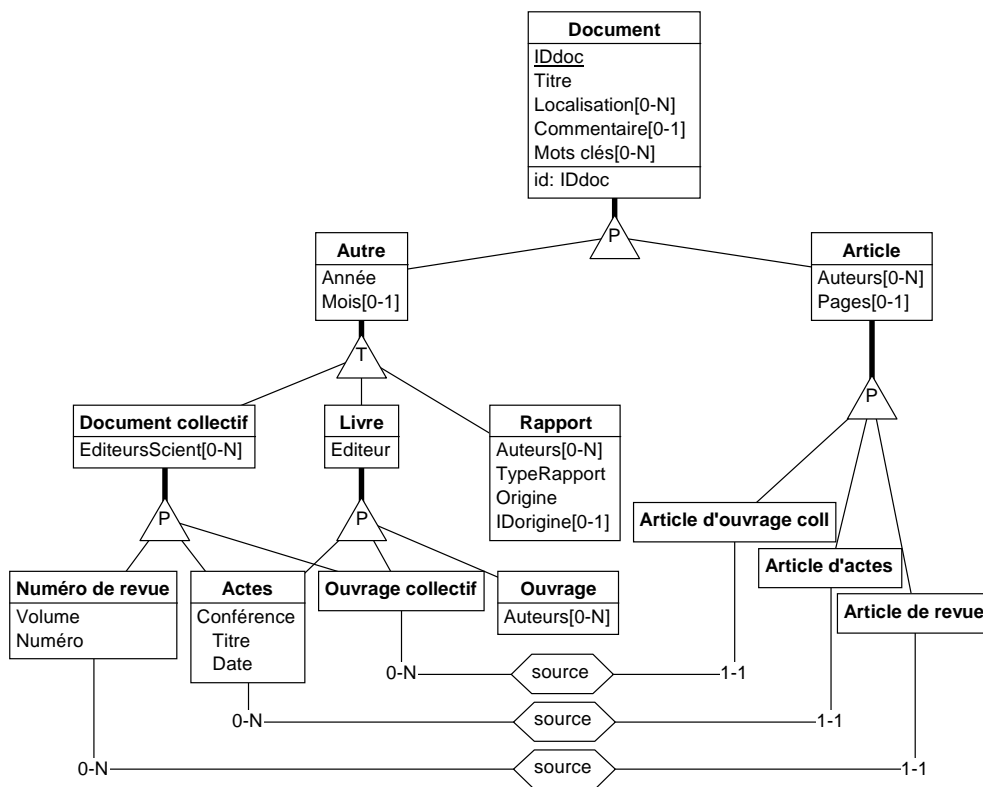 Document
IDdoc
Titre
Localisation[0-N]
Commentaire[0-1]
Mots clés[0-N]
id: IDdoc
P
Autre
Année
Mois[0-1]
Article
Auteurs[0-N]
Pages[0-1]
T
P
Document collectif
EditeursScient[0-N]
Livre
Editeur
Rapport
Auteurs[0-N]
TypeRapport
Origine
IDorigine[0-1]
P
P
Article d'ouvrage coll
Article d'actes
Article de revue
Numéro de revue
Volume
Numéro
Actes
Conférence
Titre
Date
Ouvrage collectif
Ouvrage
Auteurs[0-N]
0-N
source
1-1
0-N
source
1-1
0-N
source
1-1